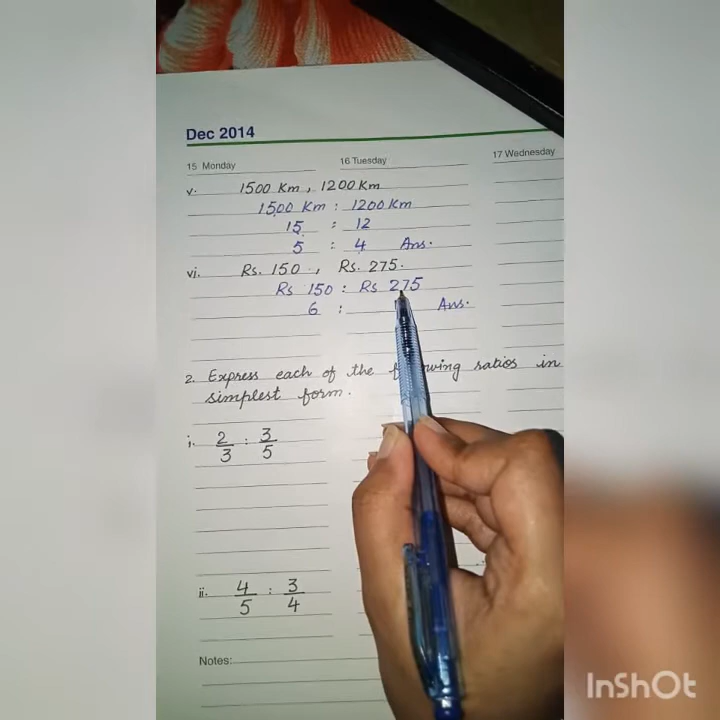 Dec 2014
15 Monday
16 Tuesday
17 Wednesday
v. 1500 Km, 1200 Km
1500 Km : 1200 Km
15 : 12
5 : 4 Ans.
vi. Rs. 150, Rs. 275.
Rs 150 : Rs 275
6 : Ans.
2. Express each of the ratios in
simplest form.
i. 2/3 : 3/5
ii. 4/5 : 3/4
Notes:
InShOt